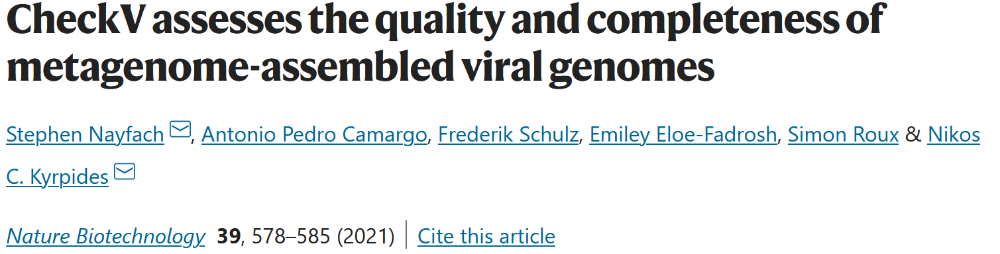 CheckV assesses the quality and completeness of
metagenome-assembled viral genomes
Stephen Nayfach, Antonio Pedro Camargo, Frederik Schulz, Emiley Eloe-Fadrosh, Simon Roux & Nikos
C. Kyrpides
Nature Biotechnology 39, 578–585 (2021) Cite this article